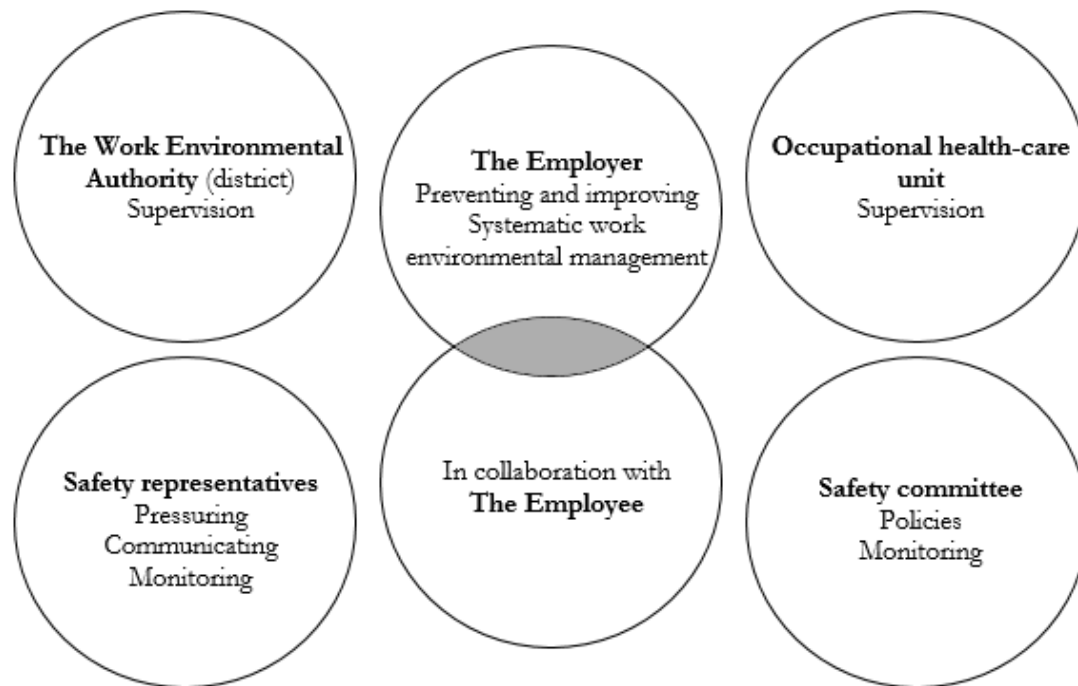 The Work Environmental
Authority (district)
Supervision
The Employer
Preventing and improving
Systematic work
environmental management
Occupational health-care
unit
Supervision
Safety representatives
Pressuring
Communicating
Monitoring
In collaboration with
The Employee
Safety committee
Policies
Monitoring